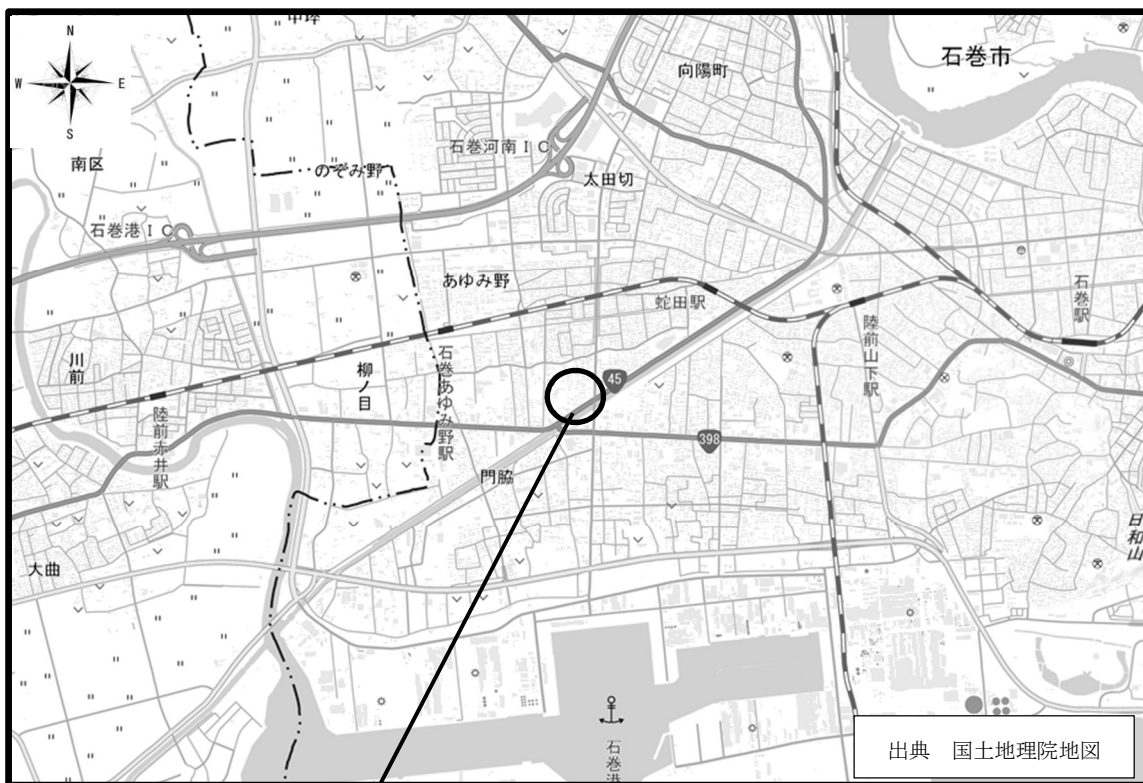 中埣
N
W
E
S
石巻市
向陽町
石巻河南ＩＣ
南区
のぞみ野
太田切
石巻港ＩＣ
あゆみ野
蛇田駅
石巻駅
陸前山下駅
川前
柳ノ目
石巻あゆみ野駅
45
陸前赤井駅
398
門脇
日和山
大曲
石巻港
出典　国土地理院地図